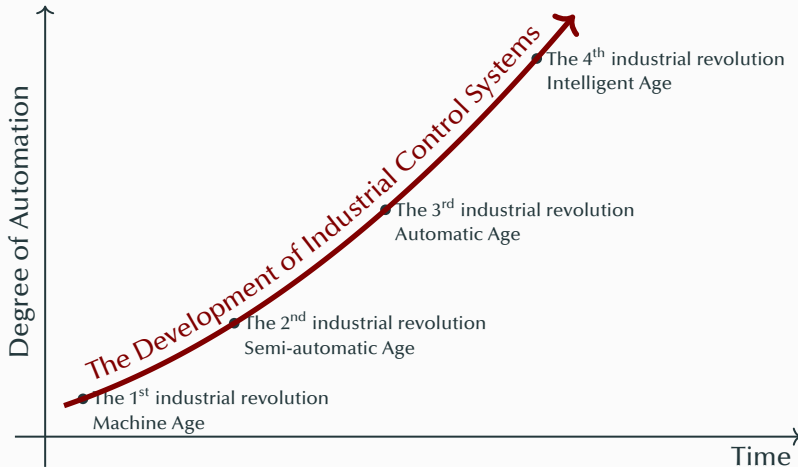 Degree of Automation
The Development of Industrial Control Systems
The 4th industrial revolution
Intelligent Age
The 3rd industrial revolution
Automatic Age
The 2nd industrial revolution
Semi-automatic Age
The 1st industrial revolution
Machine Age
Time